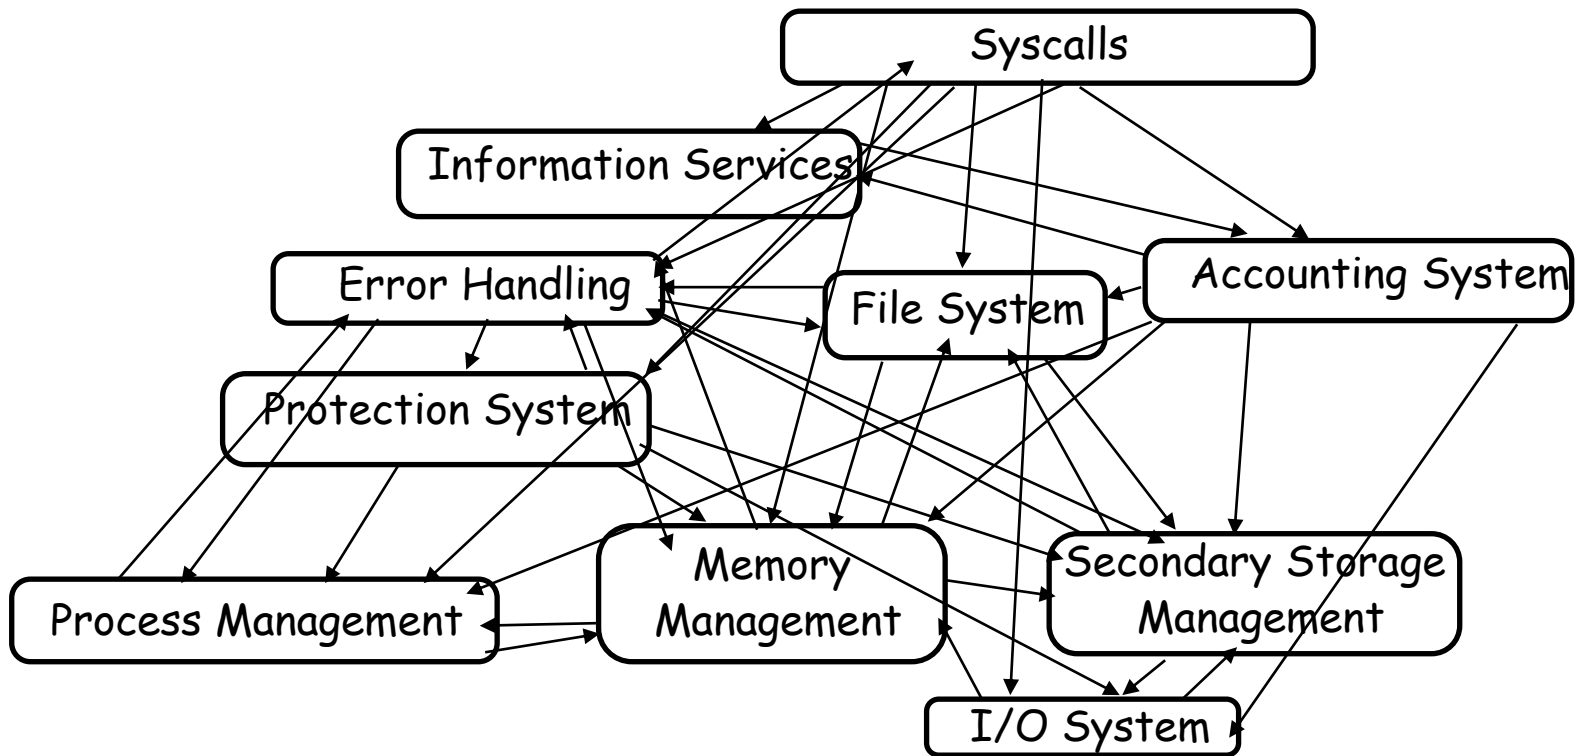 Syscalls
Information Services
Accounting System
Error Handling
File System
Protection System
Memory
Management
Secondary Storage
Management
Process Management
I/O System